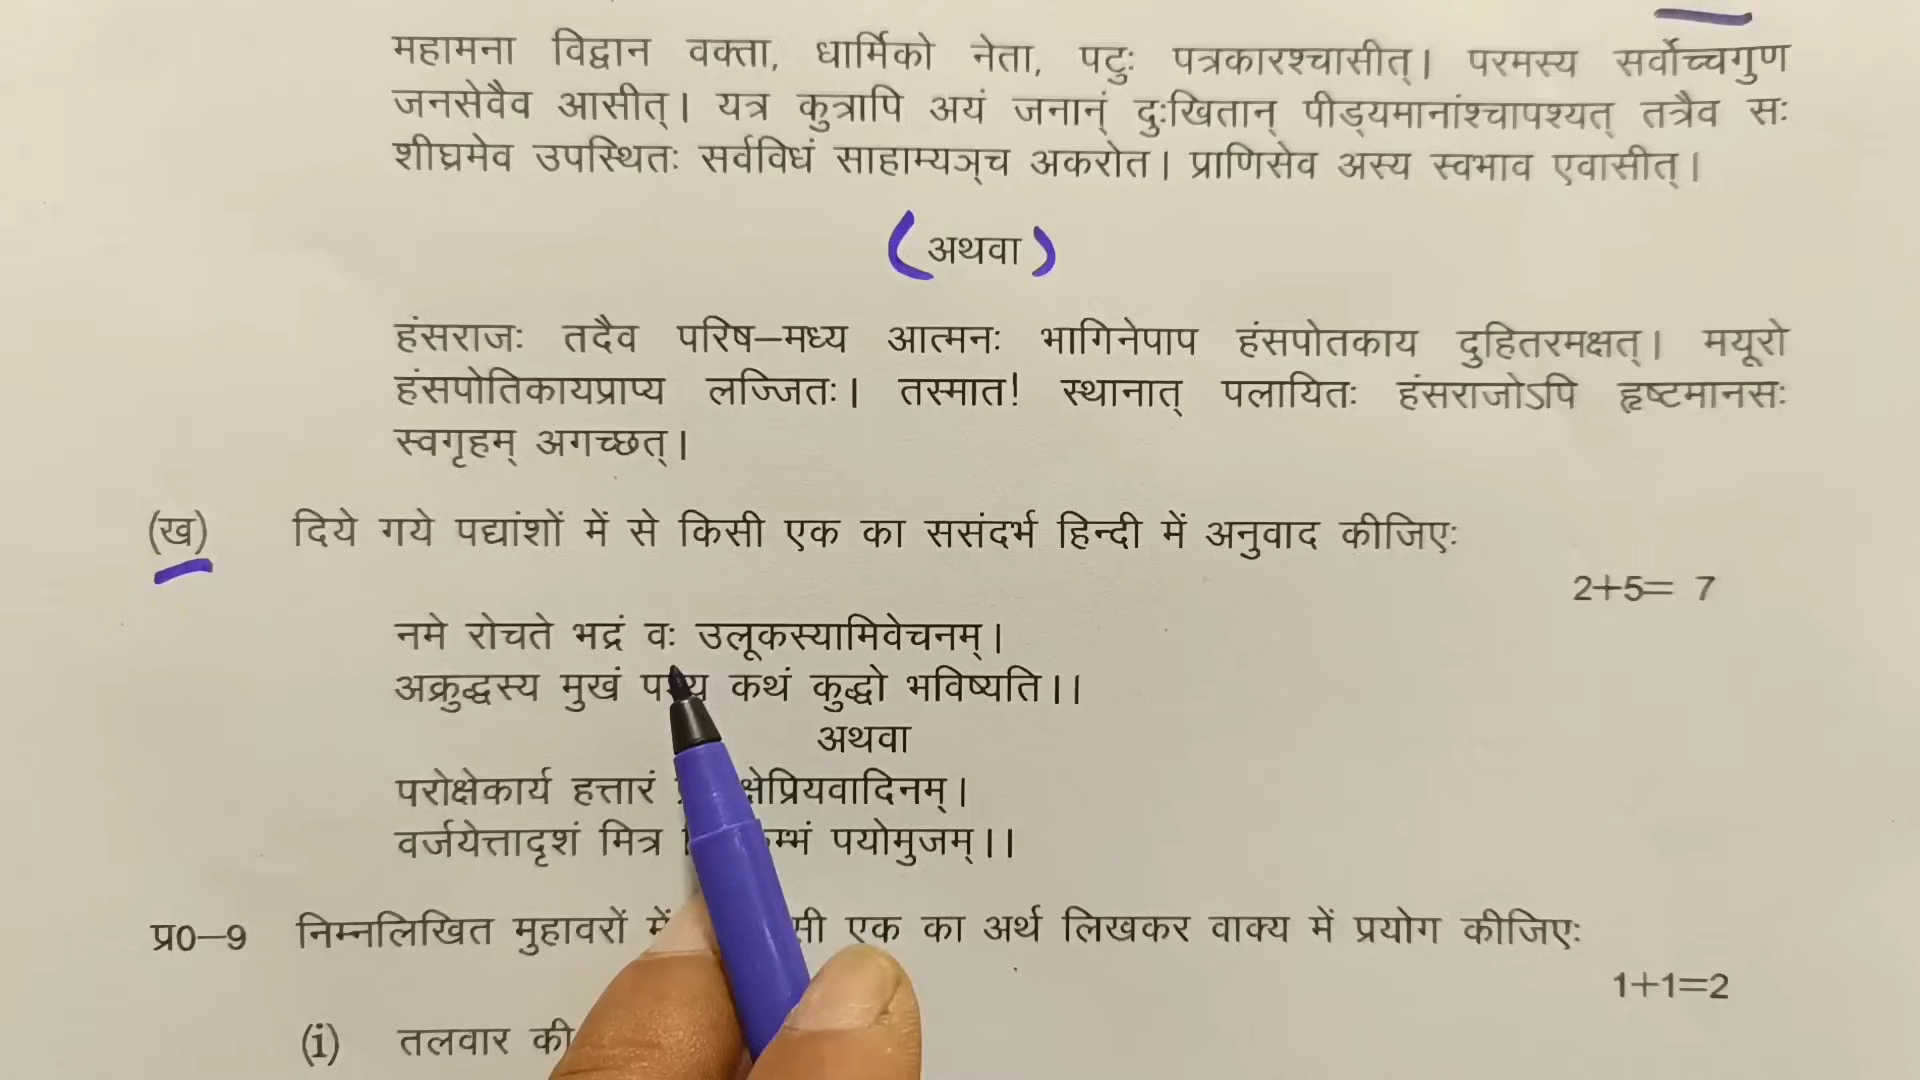 महामना विद्वान वक्ता, धार्मिको नेता, पटुः पत्रकारश्चासीत्। परमस्य सर्वोच्चगुण
जनसेवैव आसीत्। यत्र कुत्रापि अयं जनानं् दुःखितान् पीड्यमानांश्चापश्यत् तत्रैव सः
शीघ्रमेव उपस्थितः सर्वविधं साहाम्यञ्च अकरोत। प्राणिसेव अस्य स्वभाव एवासीत्।
(अथवा)
हंसराजः तदैव परिष–मध्य आत्मनः भागिनेपाप हंसपोतकाय दुहितरमक्षत्। मयूरो
हंसपोतिकायप्राप्य लज्जितः। तस्मात! स्थानात् पलायितः हंसराजोऽपि हृष्टमानसः
स्वगृहम् अगच्छत्।
(ख) दिये गये पद्यांशों में से किसी एक का ससंदर्भ हिन्दी में अनुवाद कीजिएः
2+5= 7
नमे रोचते भद्रं वः उलूकस्यामिवेचनम्।
अक्रुद्धस्य मुखं कथं कुद्धो भविष्यति।।
अथवा
परोक्षेकार्य हत्तारं क्षेप्रियवादिनम्।
वर्जयेत्तादृशं मित्र पयोमुजम्।।
प्र0–9 निम्नलिखित मुहावरों में एक का अर्थ लिखकर वाक्य में प्रयोग कीजिएः
1+1=2
(i) तलवार की